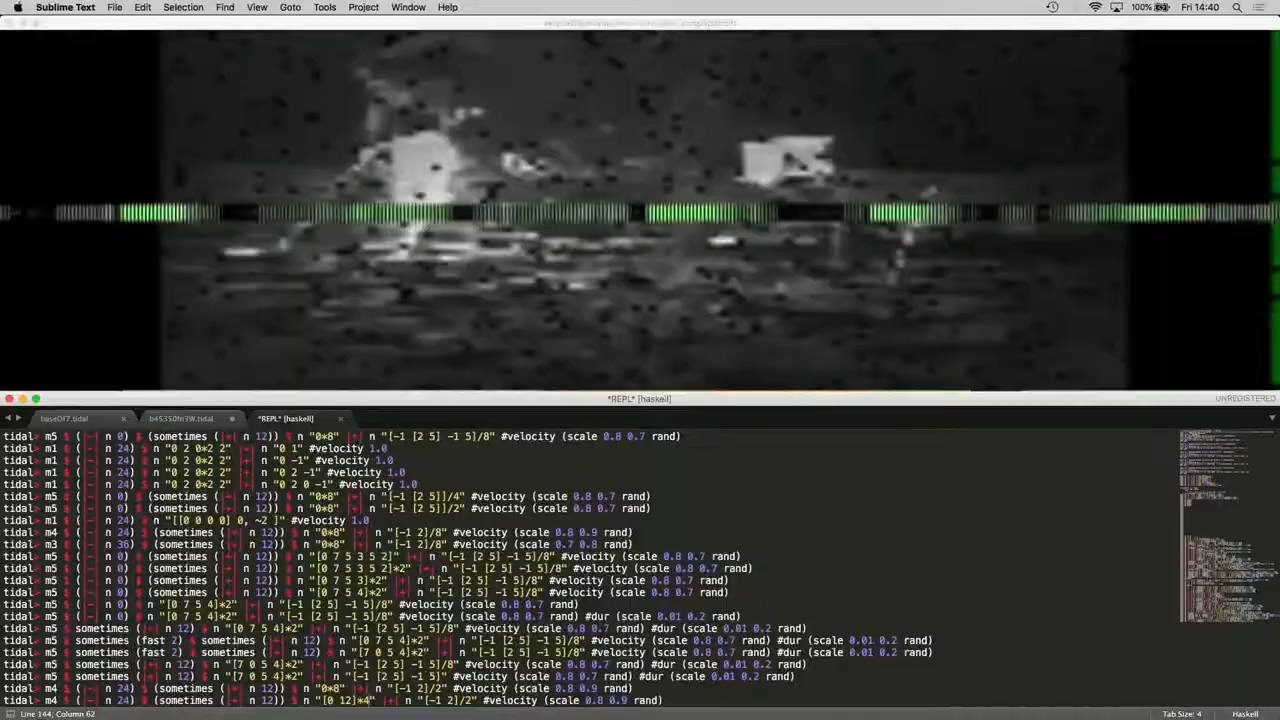 Sublime Text File Edit Selection Find View Goto Tools Project Window Help 100% Fri 14:40
*REPL* [haskell] UNREGISTERED
baseOf7.tidal b45350fri3W.tidal *REPL* [haskell]
tidal> m5 $ (|-| n 0) $ (sometimes (|+| n 12)) $ n "0*8" |+| n "[-1 [2 5] -1 5]/8" #velocity (scale 0.8 0.7 rand)
tidal> m1 $ (|-| n 24) $ n "0 2 0*2 2" |+| n "0 1" #velocity 1.0
tidal> m1 $ (|-| n 24) $ n "0 2 0*2 2" |+| n "0 -1" #velocity 1.0
tidal> m1 $ (|-| n 24) $ n "0 2 0*2 2" |+| n "0 2 -1" #velocity 1.0
tidal> m1 $ (|-| n 24) $ n "0 2 0*2 2" |+| n "0 2 0 -1" #velocity 1.0
tidal> m5 $ (|-| n 0) $ (sometimes (|+| n 12)) $ n "0*8" |+| n "[-1 [2 5]]/4" #velocity (scale 0.8 0.7 rand)
tidal> m5 $ (|-| n 0) $ (sometimes (|+| n 12)) $ n "0*8" |+| n "[-1 [2 5]]/2" #velocity (scale 0.8 0.7 rand)
tidal> m1 $ (|-| n 24) $ n "[[0 0 0 0] 0, ~2 ]" #velocity 1.0
tidal> m4 $ (|-| n 24) $ (sometimes (|+| n 12)) $ n "0*8" |+| n "[-1 2]/8" #velocity (scale 0.8 0.9 rand)
tidal> m3 $ (|-| n 36) $ (sometimes (|+| n 12)) $ n "0*8" |+| n "[-1 2]/8" #velocity (scale 0.7 0.8 rand)
tidal> m5 $ (|-| n 0) $ (sometimes (|+| n 12)) $ n "[0 7 5 3 5 2]" |+| n "[-1 [2 5] -1 5]/8" #velocity (scale 0.8 0.7 rand)
tidal> m5 $ (|-| n 0) $ (sometimes (|+| n 12)) $ n "[0 7 5 3 5 2]*2" |+| n "[-1 [2 5] -1 5]/8" #velocity (scale 0.8 0.7 rand)
tidal> m5 $ (|-| n 0) $ (sometimes (|+| n 12)) $ n "[0 7 5 3]*2" |+| n "[-1 [2 5] -1 5]/8" #velocity (scale 0.8 0.7 rand)
tidal> m5 $ (|-| n 0) $ (sometimes (|+| n 12)) $ n "[0 7 5 4]*2" |+| n "[-1 [2 5] -1 5]/8" #velocity (scale 0.8 0.7 rand)
tidal> m5 $ (|-| n 0) $ n "[0 7 5 4]*2" |+| n "[-1 [2 5] -1 5]/8" #velocity (scale 0.8 0.7 rand)
tidal> m5 $ (|-| n 0) $ n "[0 7 5 4]*2" |+| n "[-1 [2 5] -1 5]/8" #velocity (scale 0.8 0.7 rand) #dur (scale 0.01 0.2 rand)
tidal> m5 $ sometimes (|+| n 12) $ n "[0 7 5 4]*2" |+| n "[-1 [2 5] -1 5]/8" #velocity (scale 0.8 0.7 rand) #dur (scale 0.01 0.2 rand)
tidal> m5 $ sometimes (fast 2) $ sometimes (|+| n 12) $ n "[0 7 5 4]*2" |+| n "[-1 [2 5] -1 5]/8" #velocity (scale 0.8 0.7 rand) #dur (scale 0.01 0.2 rand)
tidal> m5 $ sometimes (fast 2) $ sometimes (|+| n 12) $ n "[7 0 5 4]*2" |+| n "[-1 [2 5] -1 5]/8" #velocity (scale 0.8 0.7 rand) #dur (scale 0.01 0.2 rand)
tidal> m5 $ sometimes (|+| n 12) $ n "[7 0 5 4]*2" |+| n "[-1 [2 5] -1 5]/8" #velocity (scale 0.8 0.7 rand) #dur (scale 0.01 0.2 rand)
tidal> m5 $ sometimes (|+| n 12) $ n "[7 0 5 4]*2" |+| n "[-1 [2 5] -1 5]/8" #velocity (scale 0.8 0.7 rand) #dur (scale 0.01 0.2 rand)
tidal> m4 $ (|-| n 24) $ (sometimes (|+| n 12)) $ n "0*8" |+| n "[-1 2]/2" #velocity (scale 0.8 0.9 rand)
tidal> m4 $ (|-| n 24) $ (sometimes (|+| n 12)) $ n "[0 12]*4" |+| n "[-1 2]/2" #velocity (scale 0.8 0.9 rand)
Line 144, Column 62 Tab Size: 4 Haskell